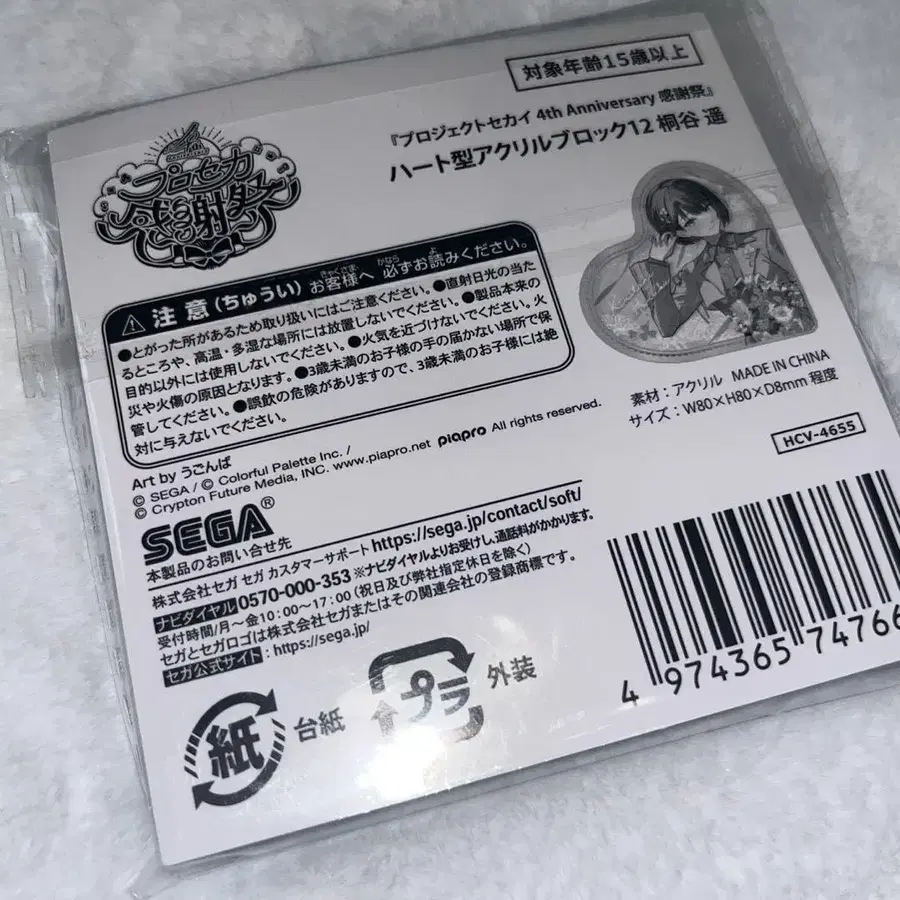 対象年齢15歳以上
『プロジェクトセカイ 4th Anniversary 感謝祭』
ハート型アクリルブロック12 桐谷 遥
プロセカ
感謝祭
注意(ちゅうい) お客様へ 必ずお読みください。
きゃくさま かなら よ
●とがった所があるため取り扱いにはご注意ください。●直射日光の当た
るところや、高温・多湿な場所には放置しないでください。●製品本来の
目的以外には使用しないでください。●火気を近づけないでください。火
災や火傷の原因となります。●3歳未満のお子様の手の届かない場所で保
管してください。●誤飲の危険がありますので、3歳未満のお子様には絶
対に与えないでください。
素材:アクリル MADE IN CHINA
サイズ:W80×H80×D8mm 程度
HCV-4655
Art by うごんば
© SEGA / © Colorful Palette Inc. /
© Crypton Future Media, INC. www.piapro.net piapro All rights reserved.
SEGA®
本製品のお問い合せ先
株式会社セガ セガ カスタマーサポート https://sega.jp/contact/soft/
ナビダイヤル 0570-000-353 ※ナビダイヤルよりお受けし、通話料がかかります。
受付時間/月~金10:00~17:00(祝日及び弊社指定休日を除く)
セガとセガロゴは株式会社セガまたはその関連会社の登録商標です。
セガ公式サイト:https://sega.jp/
4 974365 74766
紙 台紙
プラ 外装